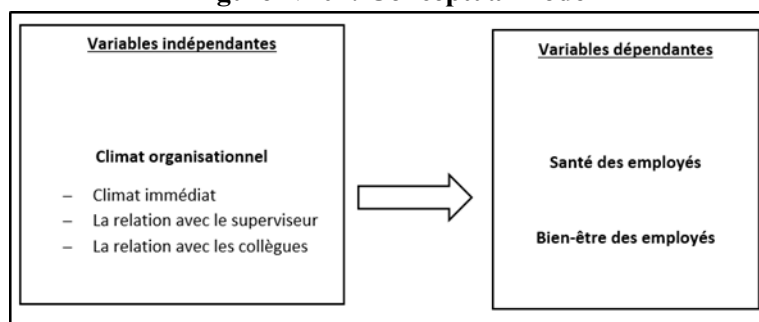 Variables indépendantes
Climat organisationnel
– Climat immédiat
– La relation avec le superviseur
– La relation avec les collègues
Variables dépendantes
Santé des employés
Bien-être des employés